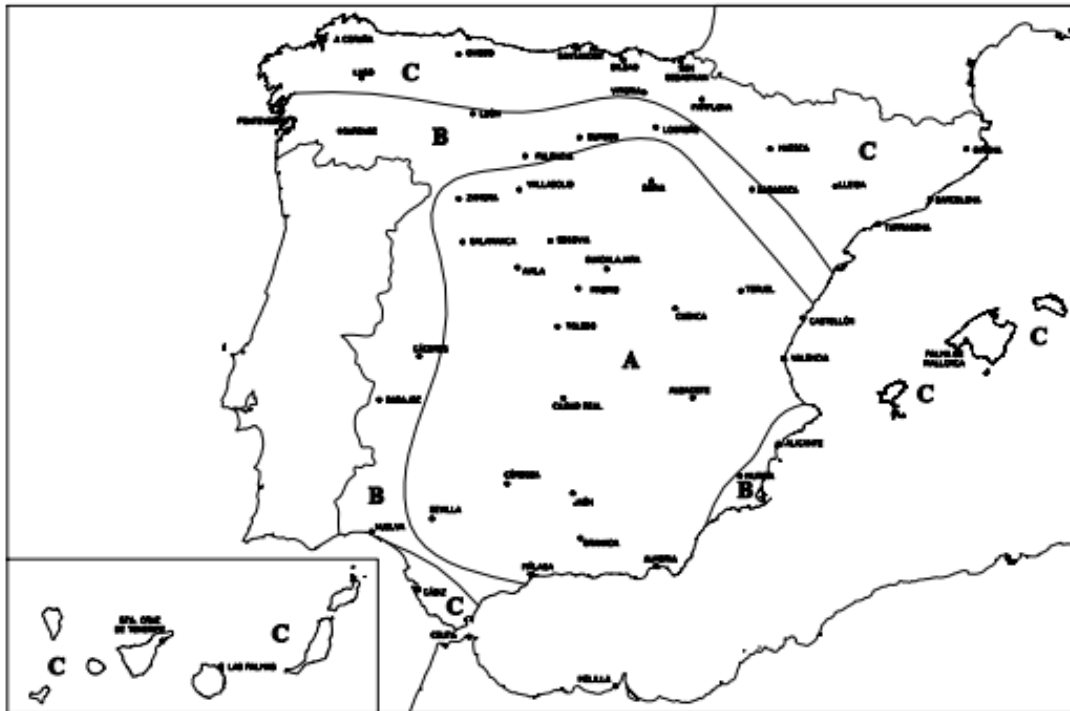 A CORUÑA
OVIEDO
SANTANDER
BILBAO
SAN
SEBASTIAN
LUGO
C
VITORIA
PAMPLONA
PONTEVEDRA
LEÓN
OURENSE
B
BURGOS
LOGROÑO
HUESCA
C
GIRONA
PALENCIA
ZAMORA
VALLADOLID
SORIA
ZARAGOZA
LLEIDA
BARCELONA
TARRAGONA
SALAMANCA
SEGOVIA
AVILA
GUADALAJARA
MADRID
TERUEL
CUENCA
CASTELLÓN
TOLEDO
CÁCERES
A
VALENCIA
PALMA DE
MALLORCA
C
C
BADAJOZ
CIUDAD REAL
ALBACETE
ALICANTE
MURCIA
B
CÓRDOBA
JAÉN
B
SEVILLA
HUELVA
GRANADA
MÁLAGA
ALMERIA
CÁDIZ
C
CEUTA
MELILLA
STA. CRUZ
DE TENERIFE
C
C
LAS PALMAS